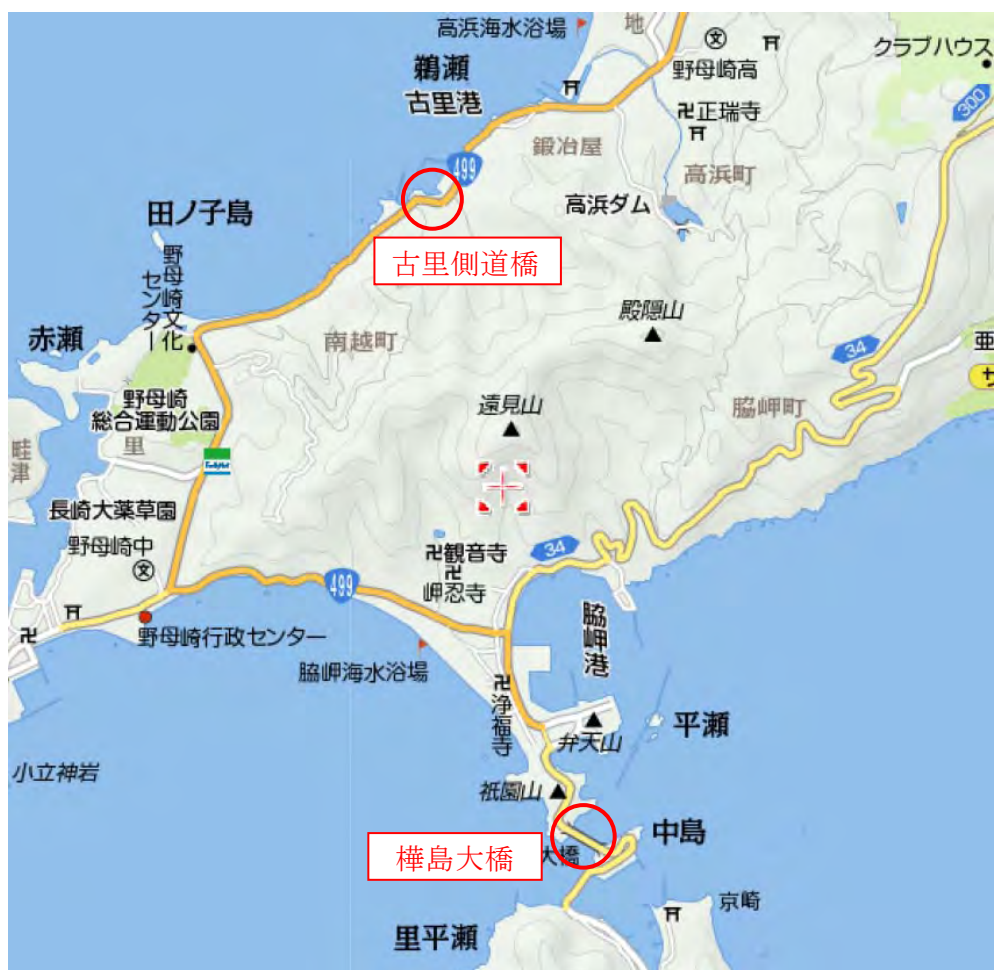 高浜海水浴場
地
鵜瀬
古里港
野母崎高
クラブハウス
300
正瑞寺
鍛冶屋
499
高浜町
高浜ダム
田ノ子島
古里側道橋
野母崎文化
センター
殿隠山
赤瀬
南越町
34
亜
サ
野母崎
総合運動公園
里
遠見山
脇岬町
畦津
FamilyMart
長崎大薬草園
野母崎中
文
観音寺
34
岬忍寺
499
脇岬港
野母崎行政センター
脇岬海水浴場
浄福寺
弁天山
平瀬
小立神岩
祇園山
中島
樺島大橋
大橋
京崎
里平瀬